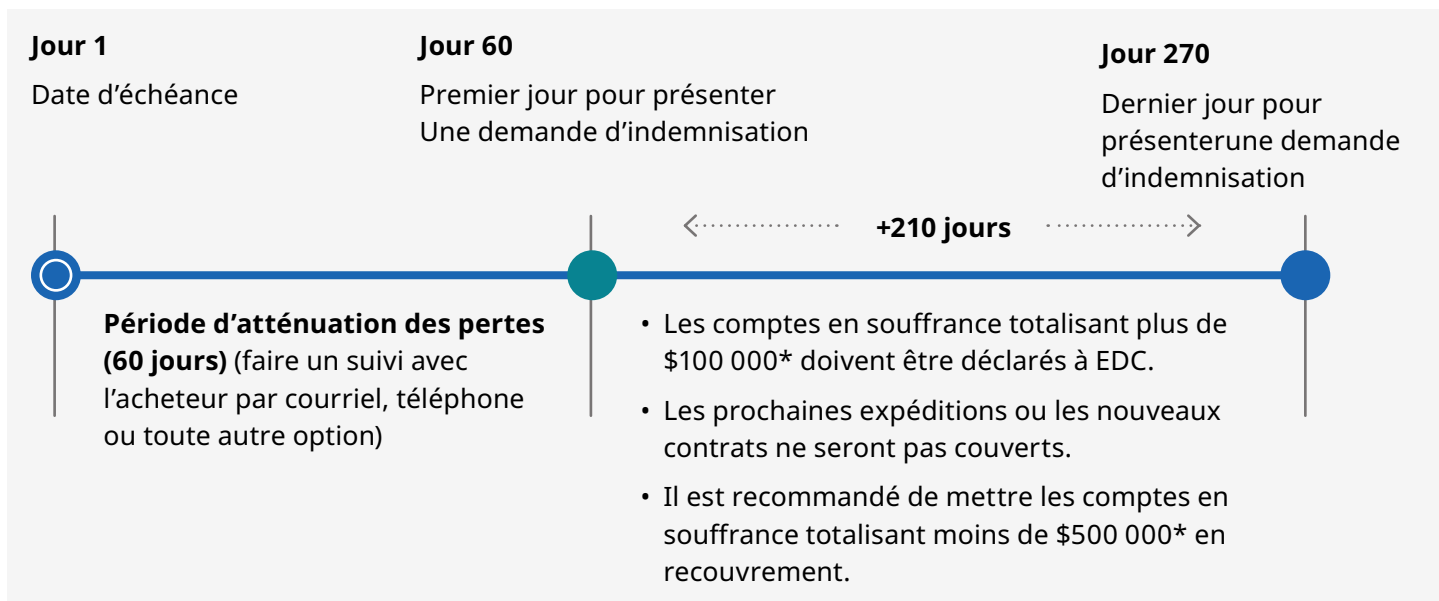 Jour 1
Date d’échéance
Jour 60
Premier jour pour présenter
Une demande d’indemnisation
Jour 270
Dernier jour pour
présenterune demande
d’indemnisation
+210 jours
Période d’atténuation des pertes
(60 jours) (faire un suivi avec
l’acheteur par courriel, téléphone
ou toute autre option)
• Les comptes en souffrance totalisant plus de
$100 000* doivent être déclarés à EDC.
• Les prochaines expéditions ou les nouveaux
contrats ne seront pas couverts.
• Il est recommandé de mettre les comptes en
souffrance totalisant moins de $500 000* en
recouvrement.